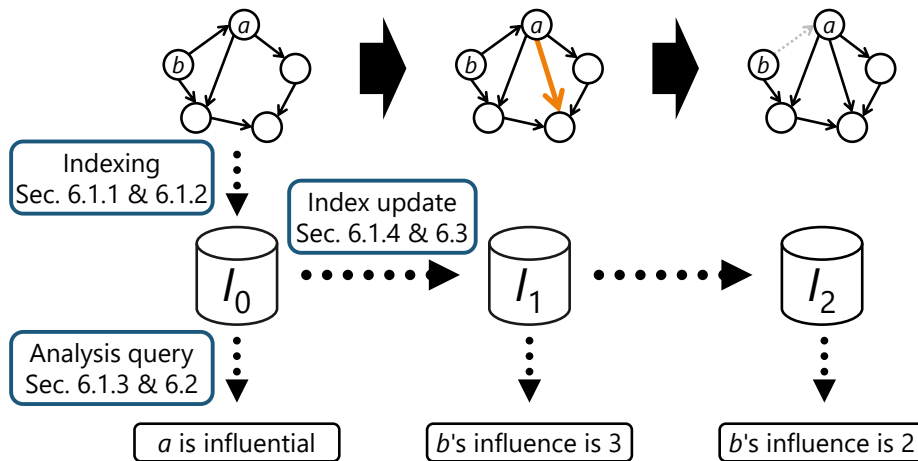 a
a
a
b
b
b
Indexing
Sec. 6.1.1 & 6.1.2
Index update
Sec. 6.1.4 & 6.3
I0
I1
I2
Analysis query
Sec. 6.1.3 & 6.2
a is influential
b's influence is 3
b's influence is 2